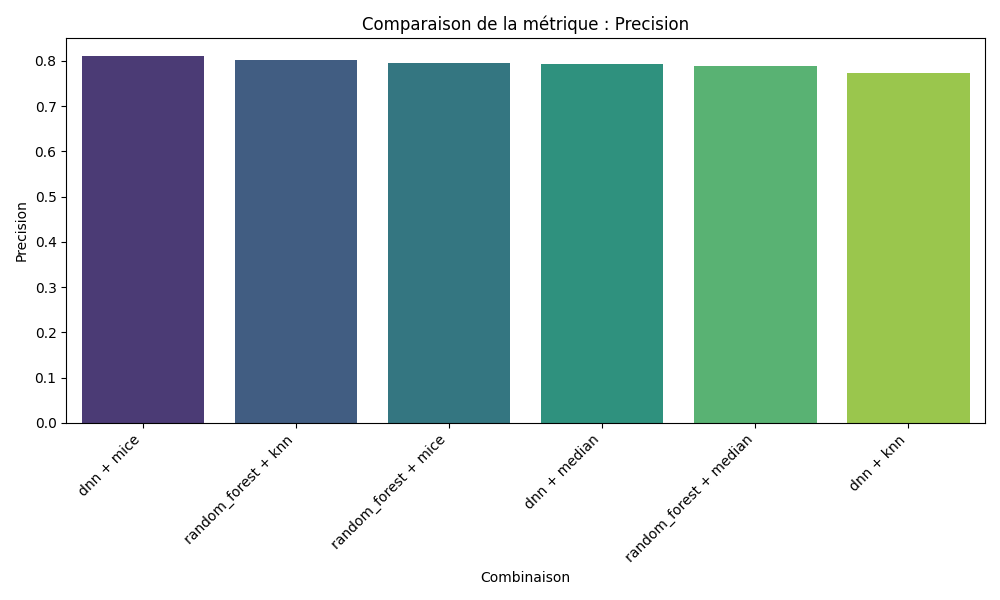 Comparaison de la métrique : Precision
Precision
0.8
0.7
0.6
0.5
0.4
0.3
0.2
0.1
0.0
dnn + mice
random_forest + knn
random_forest + mice
dnn + median
random_forest + median
dnn + knn
Combinaison